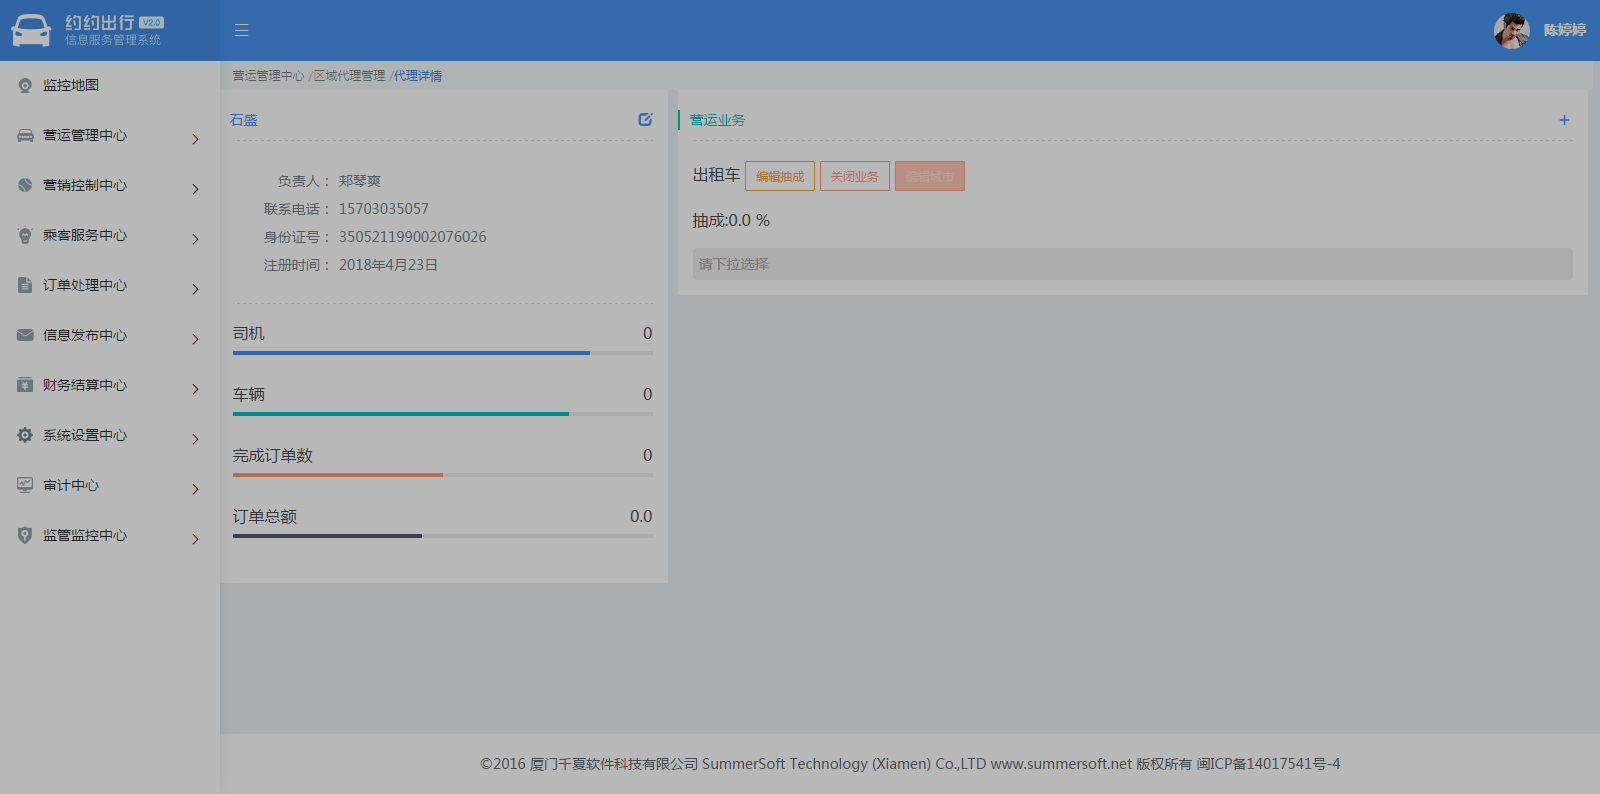 约约出行 V2.0
信息服务管理系统
陈婷婷
监控地图
营运管理中心
营销控制中心
乘客服务中心
订单处理中心
信息发布中心
财务结算中心
系统设置中心
审计中心
监管监控中心
营运管理中心 /区域代理管理 /代理详情
石盛
负责人： 郏琴爽
联系电话： 15703035057
身份证号： 350521199002076026
注册时间： 2018年4月23日
司机 0
车辆 0
完成订单数 0
订单总额 0.0
营运业务 +
出租车 编辑抽成 关闭业务 编辑城市
抽成:0.0 %
请下拉选择
©2016 厦门千夏软件科技有限公司 SummerSoft Technology (Xiamen) Co.,LTD www.summersoft.net 版权所有 闽ICP备14017541号-4